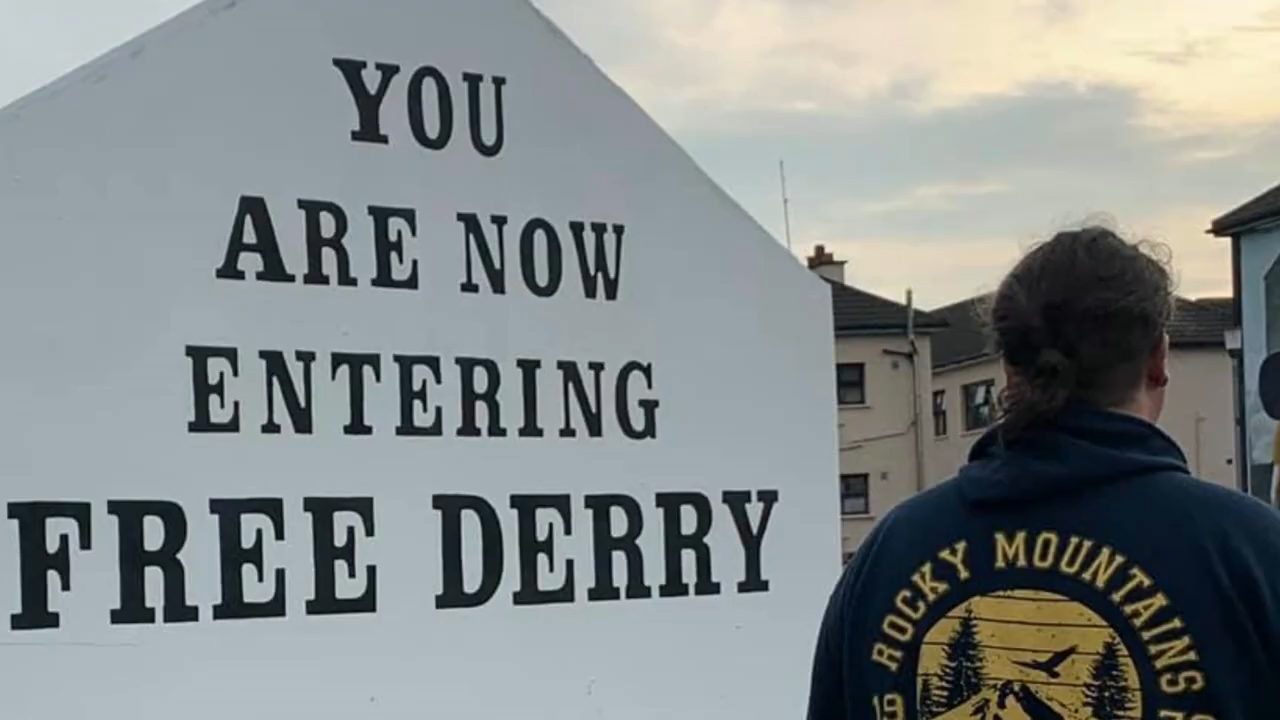 YOU
ARE NOW
ENTERING
FREE DERRY
ROCKY MOUNTAINS